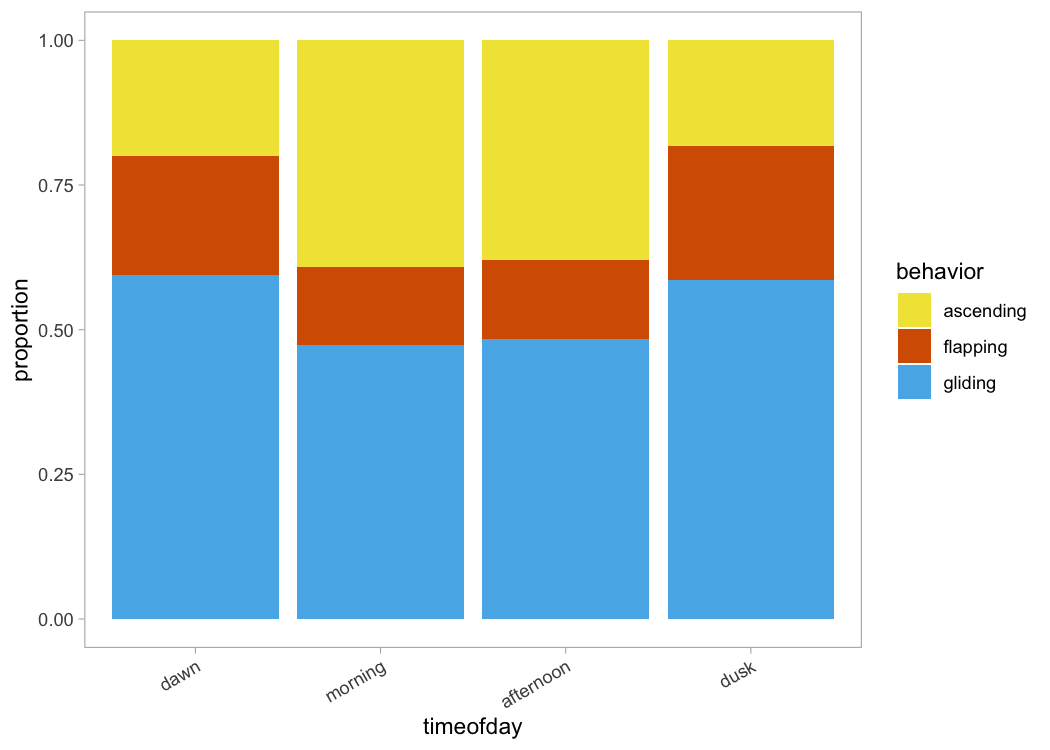 1.00
0.75
0.50
0.25
0.00
proportion
dawn
morning
afternoon
dusk
timeofday
behavior
ascending
flapping
gliding